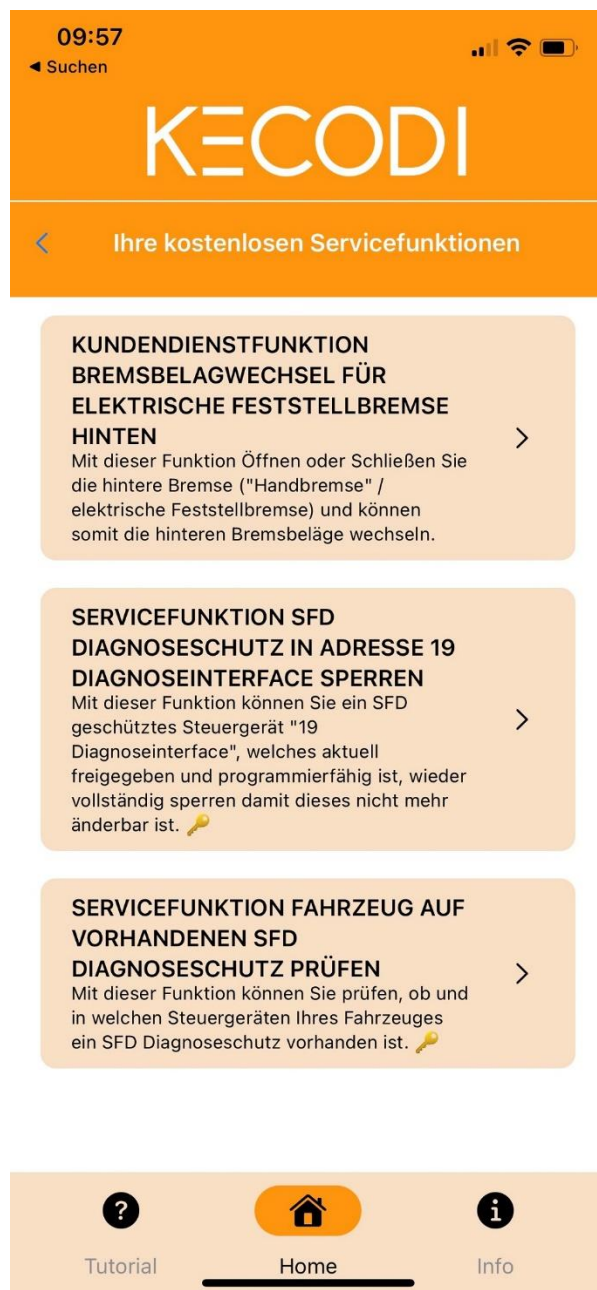 09:57
◀ Suchen
KECODI
Ihre kostenlosen Servicefunktionen
KUNDENDIENSTFUNKTION
BREMSBELAGWECHSEL FÜR
ELEKTRISCHE FESTSTELLBREMSE
HINTEN
Mit dieser Funktion Öffnen oder Schließen Sie
die hintere Bremse ("Handbremse" /
elektrische Feststellbremse) und können
somit die hinteren Bremsbeläge wechseln.
SERVICEFUNKTION SFD
DIAGNOSESCHUTZ IN ADRESSE 19
DIAGNOSEINTERFACE SPERREN
Mit dieser Funktion können Sie ein SFD
geschütztes Steuergerät "19
Diagnoseinterface", welches aktuell
freigegeben und programmierfähig ist, wieder
vollständig sperren damit dieses nicht mehr
änderbar ist. 🔑
SERVICEFUNKTION FAHRZEUG AUF
VORHANDENEN SFD
DIAGNOSESCHUTZ PRÜFEN
Mit dieser Funktion können Sie prüfen, ob und
in welchen Steuergeräten Ihres Fahrzeuges
ein SFD Diagnoseschutz vorhanden ist. 🔑
Tutorial
Home
Info